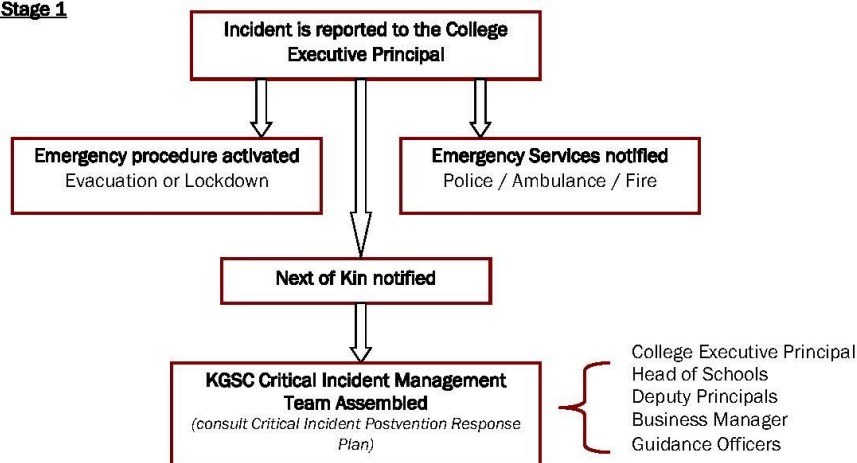 Stage 1
Incident is reported to the College
Executive Principal
Emergency procedure activated
Evacuation or Lockdown
Emergency Services notified
Police / Ambulance / Fire
Next of Kin notified
KGSC Critical Incident Management
Team Assembled
(consult Critical Incident Postvention Response
Plan)
College Executive Principal
Head of Schools
Deputy Principals
Business Manager
Guidance Officers